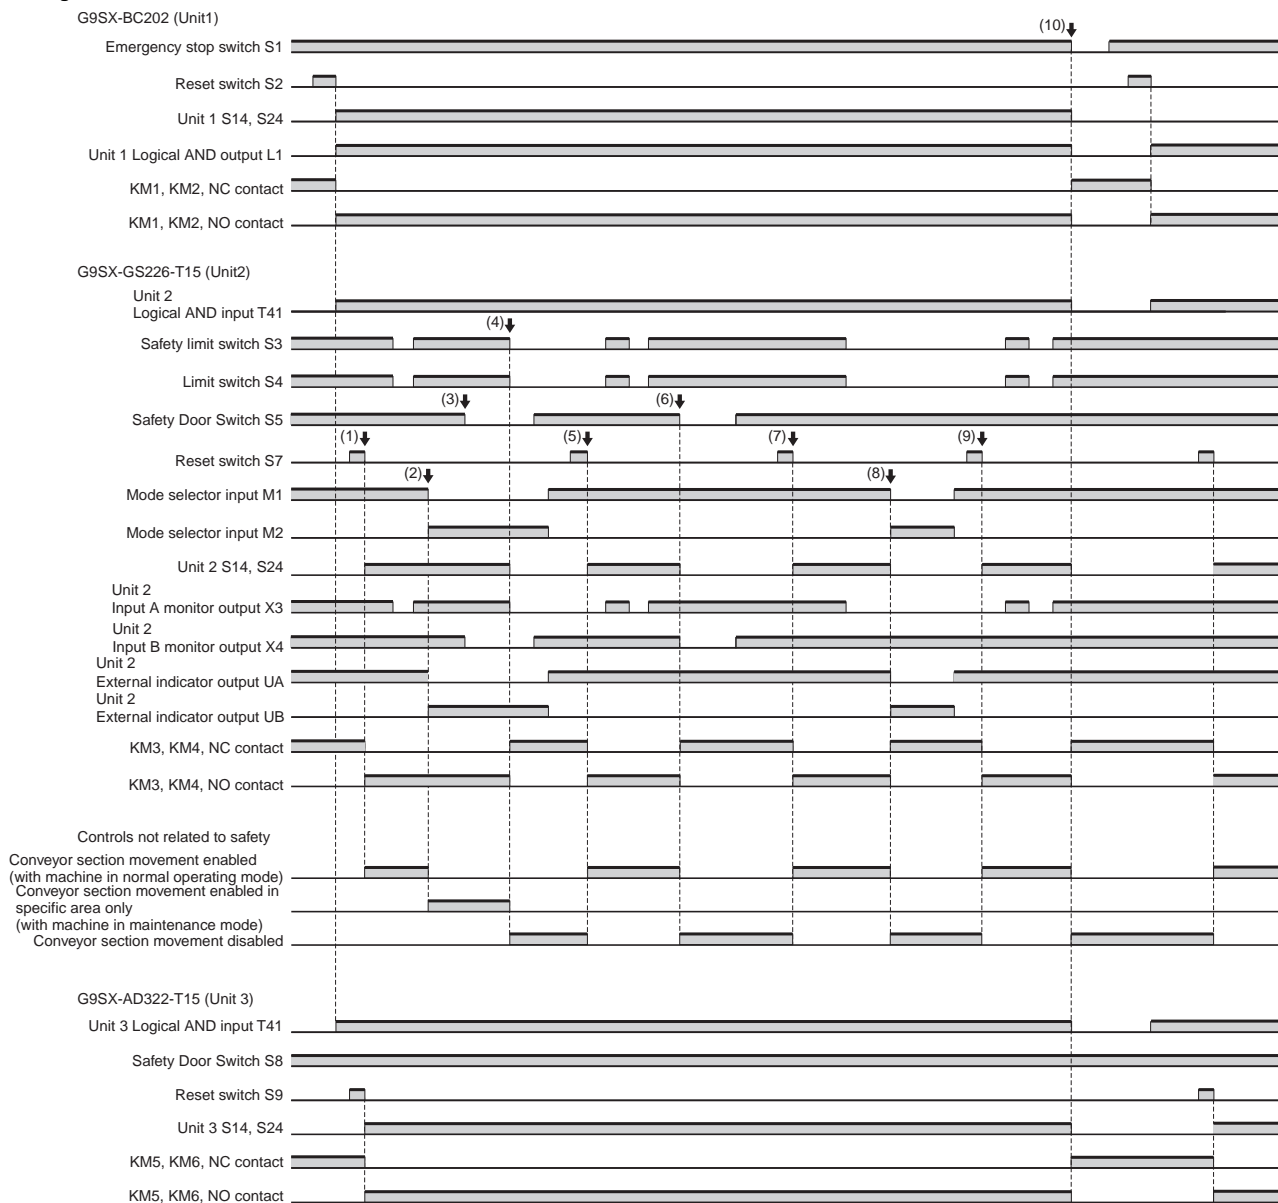 G9SX-BC202 (Unit1)
(10)
Emergency stop switch S1
Reset switch S2
Unit 1 S14, S24
Unit 1 Logical AND output L1
KM1, KM2, NC contact
KM1, KM2, NO contact
G9SX-GS226-T15 (Unit2)
Unit 2
Logical AND input T41
(4)
Safety limit switch S3
Limit switch S4
(3)
(6)
Safety Door Switch S5
(1)
(5)
(7)
(9)
Reset switch S7
(2)
(8)
Mode selector input M1
Mode selector input M2
Unit 2 S14, S24
Unit 2
Input A monitor output X3
Unit 2
Input B monitor output X4
Unit 2
External indicator output UA
Unit 2
External indicator output UB
KM3, KM4, NC contact
KM3, KM4, NO contact
Controls not related to safety
Conveyor section movement enabled
(with machine in normal operating mode)
Conveyor section movement enabled in
specific area only
(with machine in maintenance mode)
Conveyor section movement disabled
G9SX-AD322-T15 (Unit 3)
Unit 3 Logical AND input T41
Safety Door Switch S8
Reset switch S9
Unit 3 S14, S24
KM5, KM6, NC contact
KM5, KM6, NO contact